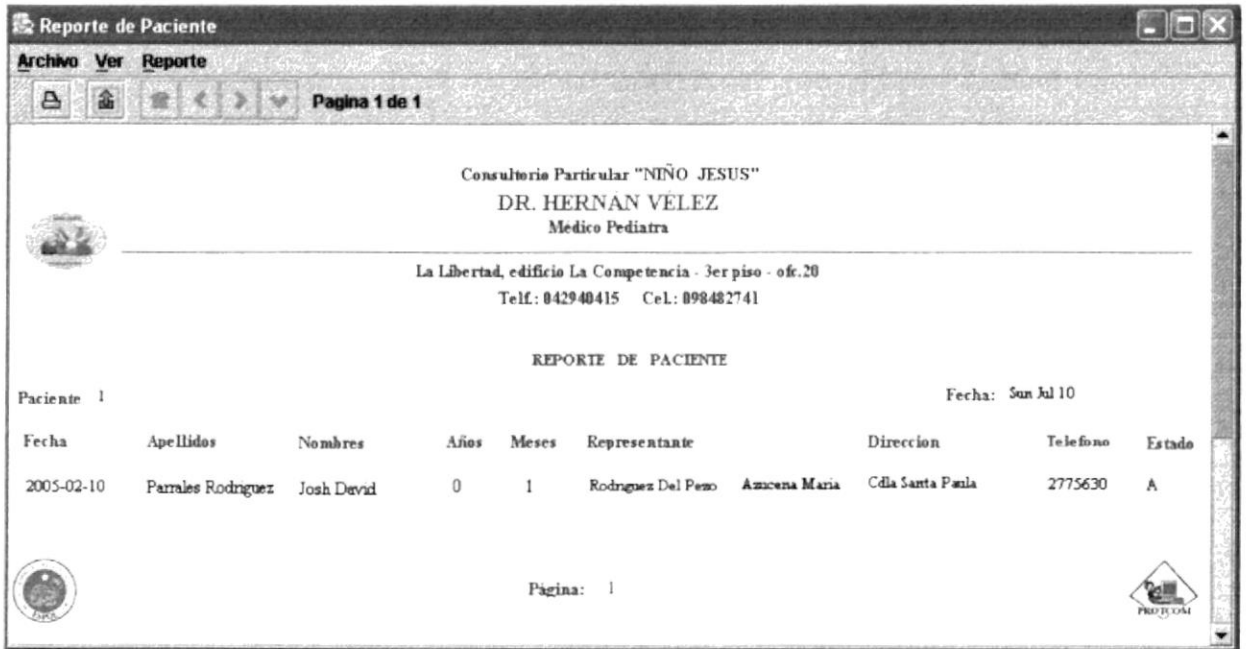 Reporte de Paciente
Archivo Ver Reporte
Pagina 1 de 1
Consultorio Particular "NIÑO JESUS"
DR. HERNÁN VÉLEZ
Médico Pediatra
La Libertad, edificio La Competencia - 3er piso - ofc.20
Telf.: 042940415 Cel.: 098482741
REPORTE DE PACIENTE
Paciente 1 Fecha: Sun Jul 10
Fecha Apellidos Nombres Años Meses Representante Direccion Telefono Estado
2005-02-10 Parrales Rodriguez Josh David 0 1 Rodriguez Del Pezo Azucena Maria Cdla Santa Paula 2775630 A
Página: 1
ESPOL
PROTCOM